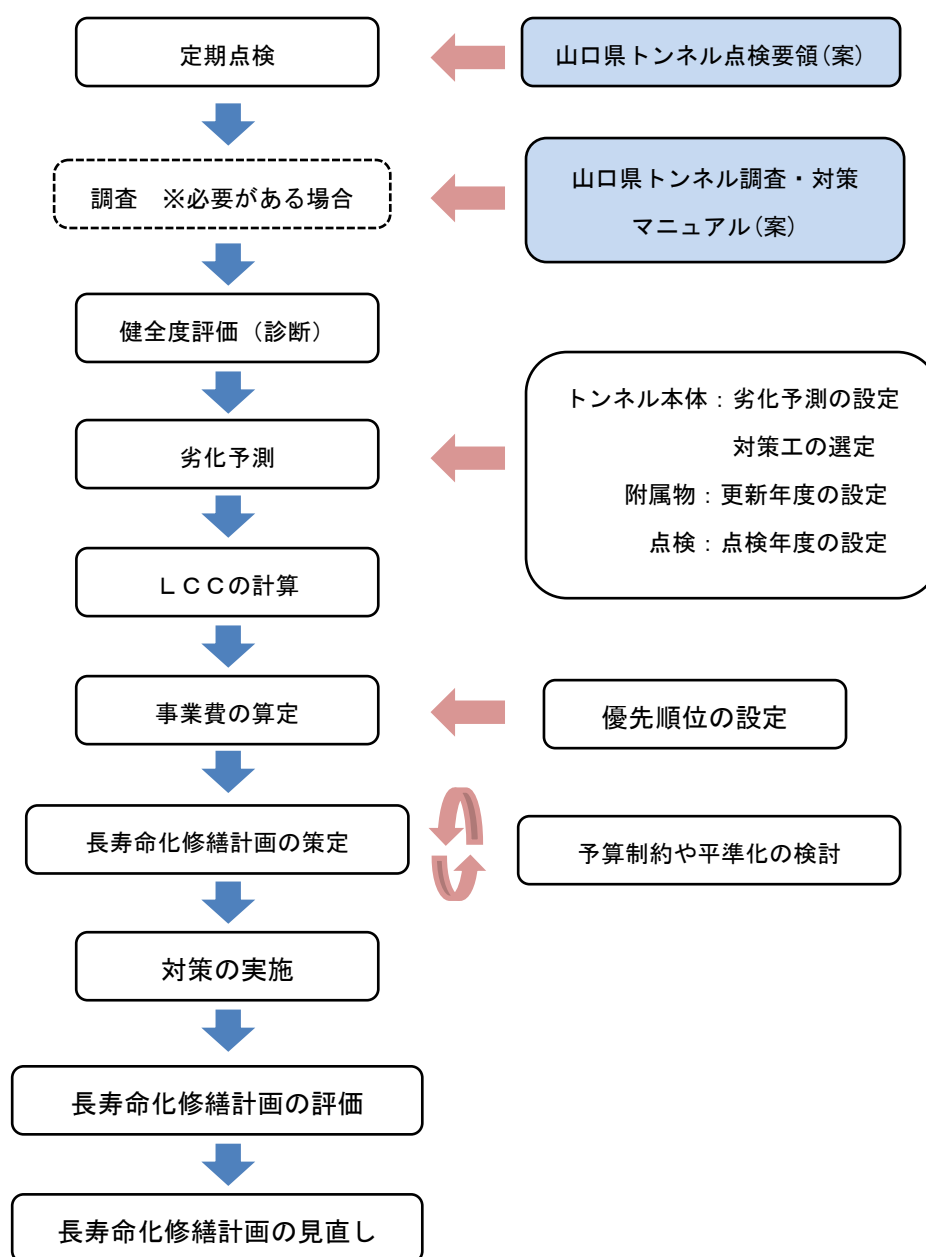 定期点検
山口県トンネル点検要領(案)
調査　※必要がある場合
山口県トンネル調査・対策
マニュアル(案)
健全度評価（診断）
トンネル本体：劣化予測の設定
対策工の選定
附属物：更新年度の設定
点検：点検年度の設定
劣化予測
ＬＣＣの計算
事業費の算定
優先順位の設定
長寿命化修繕計画の策定
予算制約や平準化の検討
対策の実施
長寿命化修繕計画の評価
長寿命化修繕計画の見直し